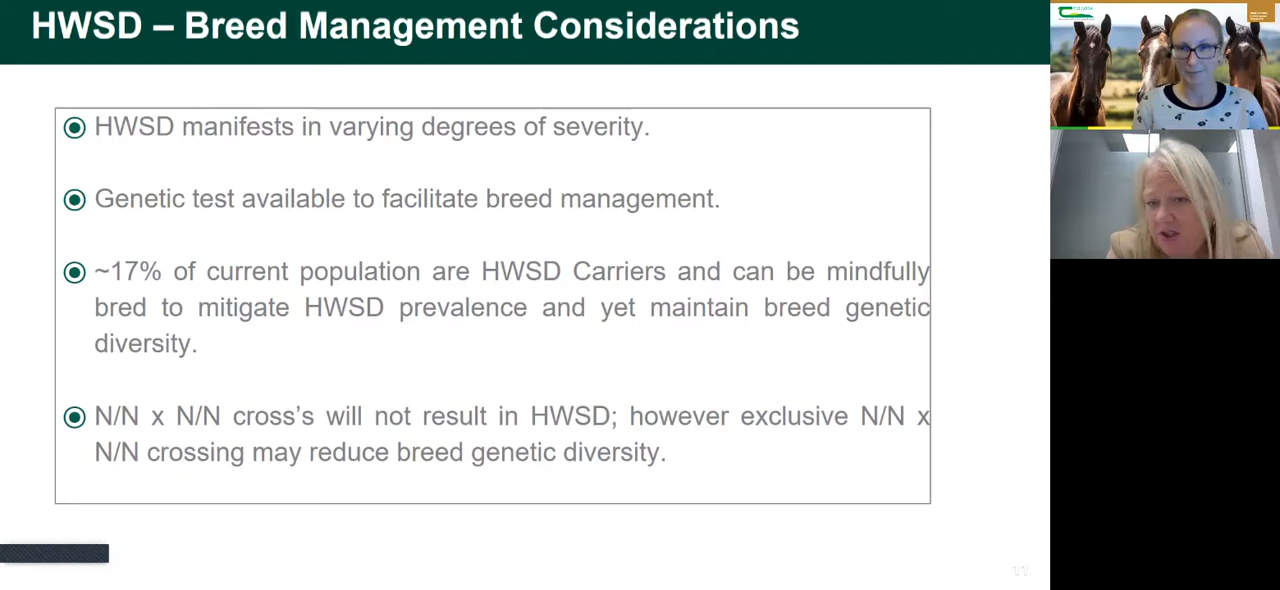 HWSD – Breed Management Considerations
HWSD manifests in varying degrees of severity.
Genetic test available to facilitate breed management.
~17% of current population are HWSD Carriers and can be mindfully
bred to mitigate HWSD prevalence and yet maintain breed genetic
diversity.
N/N x N/N cross’s will not result in HWSD; however exclusive N/N x
N/N crossing may reduce breed genetic diversity.
11